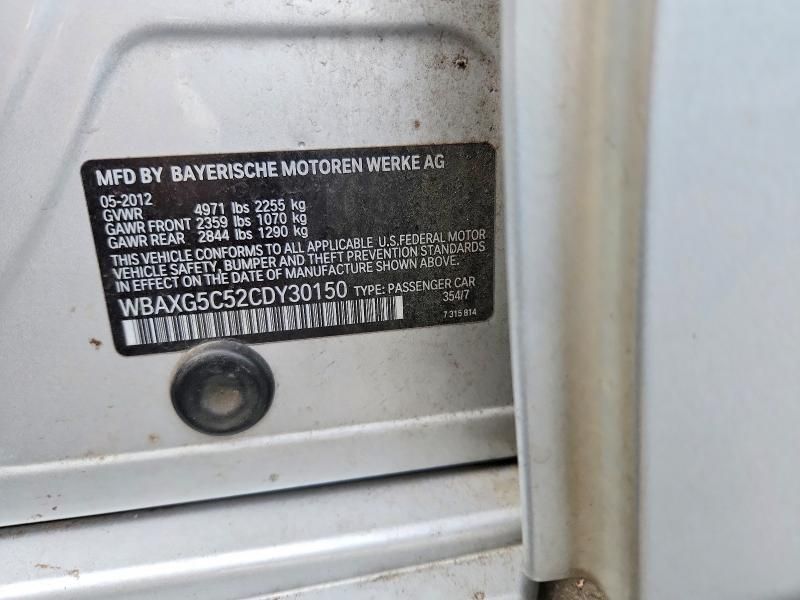 MFD BY BAYERISCHE MOTOREN WERKE AG
05-2012
GVWR 4971 lbs 2255 kg
GAWR FRONT 2359 lbs 1070 kg
GAWR REAR 2844 lbs 1290 kg
THIS VEHICLE CONFORMS TO ALL APPLICABLE U.S.FEDERAL MOTOR
VEHICLE SAFETY, BUMPER AND THEFT PREVENTION STANDARDS
IN EFFECT ON THE DATE OF MANUFACTURE SHOWN ABOVE.
WBAXG5C52CDY30150 TYPE: PASSENGER CAR
354/7
7 315 814